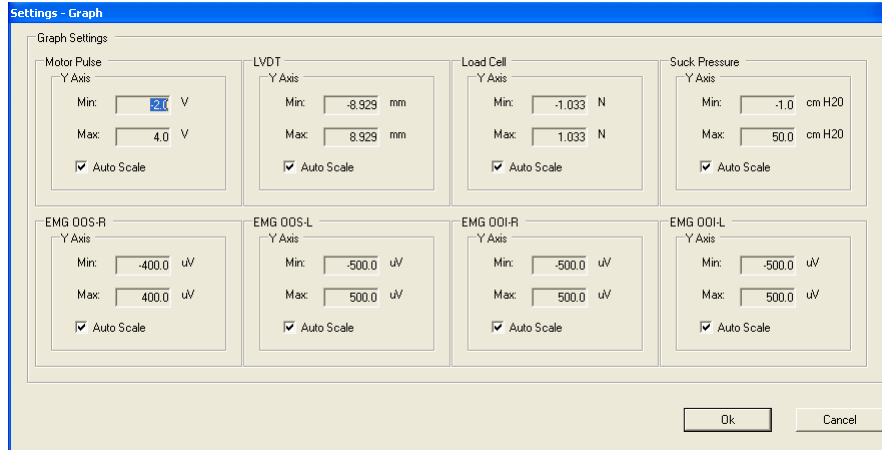 Settings - Graph
Graph Settings
Motor Pulse
Y Axis
Min: -2.0 V
Max: 4.0 V
Auto Scale
LVDT
Y Axis
Min: -8.929 mm
Max: 8.929 mm
Auto Scale
Load Cell
Y Axis
Min: -1.033 N
Max: 1.033 N
Auto Scale
Suck Pressure
Y Axis
Min: -1.0 cm H20
Max: 50.0 cm H20
Auto Scale
EMG OOS-R
Y Axis
Min: -400.0 uV
Max: 400.0 uV
Auto Scale
EMG OOS-L
Y Axis
Min: -500.0 uV
Max: 500.0 uV
Auto Scale
EMG OOI-R
Y Axis
Min: -500.0 uV
Max: 500.0 uV
Auto Scale
EMG OOI-L
Y Axis
Min: -500.0 uV
Max: 500.0 uV
Auto Scale
Ok
Cancel